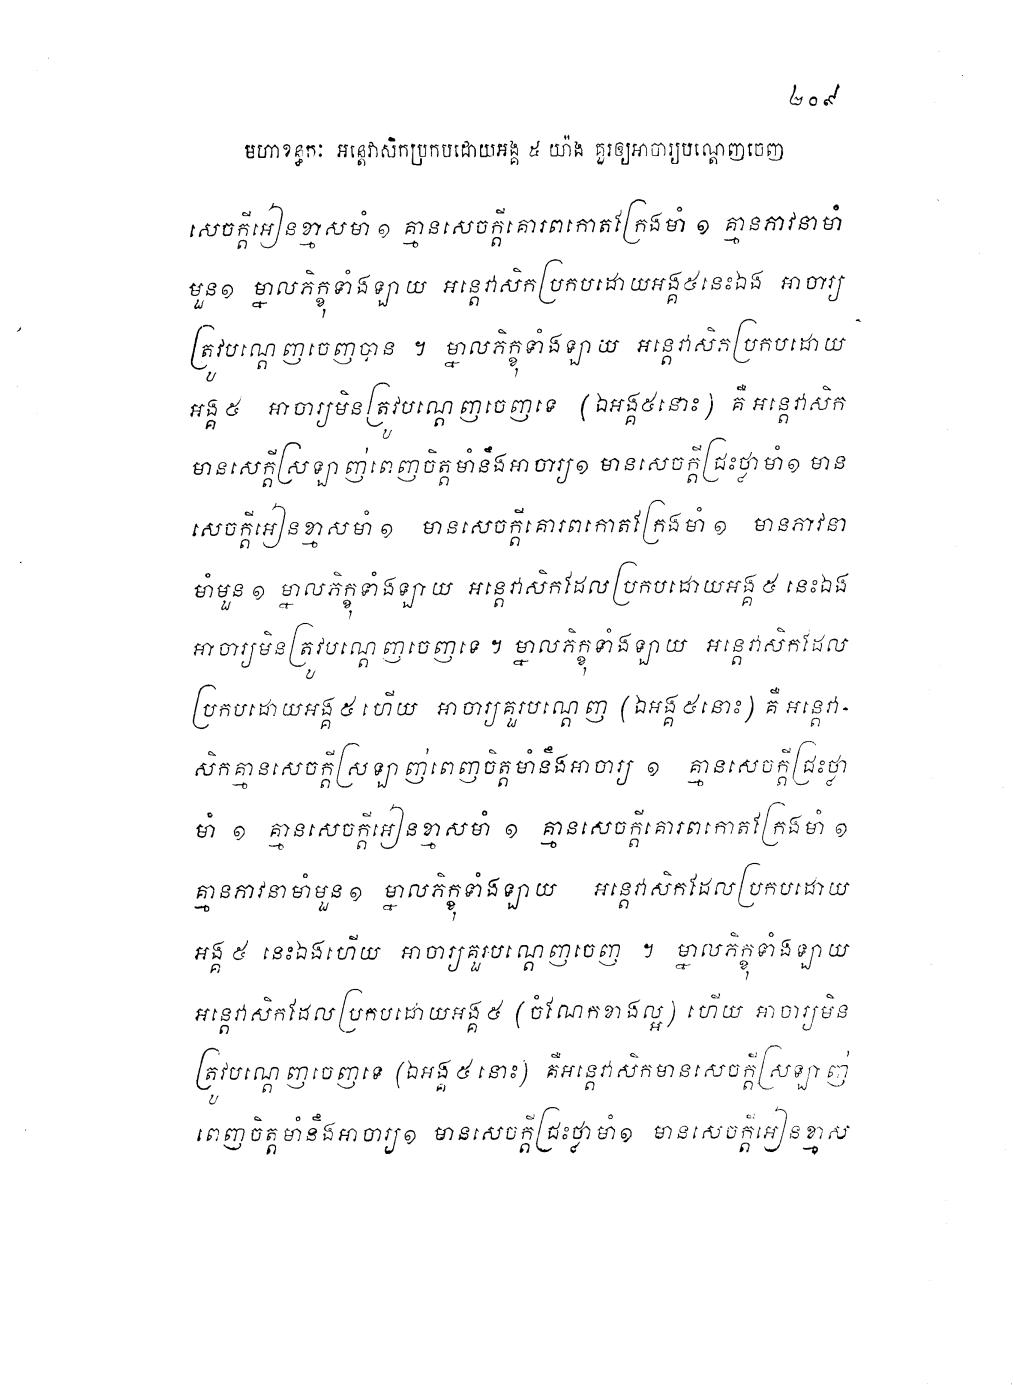 ២០៩
មហាខន្ធកៈ អន្តេវាសិកប្រកបដោយអង្គ ៥ យ៉ាង គួរឲ្យអាចារ្យបណ្តេញចេញ
សេចក្តីអៀនខ្មាសមាំ ១ គ្មានសេចក្តីគោរពកោតក្រែងមាំ ១ គ្មានភាវនាមាំ
មួន១ ម្នាលភិក្ខុទាំងឡាយ អន្តេវាសិកប្រកបដោយអង្គ៥នេះឯង អាចារ្យ
ត្រូវបណ្តេញចេញបាន ។ ម្នាលភិក្ខុទាំងឡាយ អន្តេវាសិកប្រកបដោយ
អង្គ ៥ អាចារ្យមិនត្រូវបណ្តេញចេញទេ (ឯអង្គ៥នោះ) គឺ អន្តេវាសិក
មានសេក្តីស្រឡាញ់ពេញចិត្តមាំនឹងអាចារ្យ១ មានសេចក្តីជ្រះថ្លាមាំ១ មាន
សេចក្តីអៀនខ្មាសមាំ ១ មានសេចក្តីគោរពកោតក្រែងមាំ ១ មានភាវនា
មាំមួន ១ ម្នាលភិក្ខុទាំងឡាយ អន្តេវាសិកដែលប្រកបដោយអង្គ ៥ នេះឯង
អាចារ្យមិនត្រូវបណ្តេញចេញទេ ។ ម្នាលភិក្ខុទាំងឡាយ អន្តេវាសិកដែល
ប្រកបដោយអង្គ ៥ ហើយ អាចារ្យគួរបណ្តេញ (ឯអង្គ ៥នោះ) គឺ អន្តេវា-
សិកគ្មានសេចក្តីស្រឡាញ់ពេញចិត្តមាំនឹងអាចារ្យ ១ គ្មានសេចក្តីជ្រះថ្លា
មាំ ១ គ្មានសេចក្តីអៀនខ្មាសមាំ ១ គ្មានសេចក្តីគោរពកោតក្រែងមាំ ១
គ្មានភាវនាមាំមួន ១ ម្នាលភិក្ខុទាំងឡាយ អន្តេវាសិកដែលប្រកបដោយ
អង្គ ៥ នេះឯងហើយ អាចារ្យគួរបណ្តេញចេញ ។ ម្នាលភិក្ខុទាំងឡាយ
អន្តេវាសិកដែលប្រកបដោយអង្គ ៥ (ចំណែកខាងល្អ) ហើយ អាចារ្យមិន
ត្រូវបណ្តេញចេញទេ (ឯអង្គ ៥ នោះ) គឺអន្តេវាសិកមានសេចក្តីស្រឡាញ់
ពេញចិត្តមាំនឹងអាចារ្យ១ មានសេចក្តីជ្រះថ្លាមាំ១ មានសេចក្តីអៀនខ្មាស